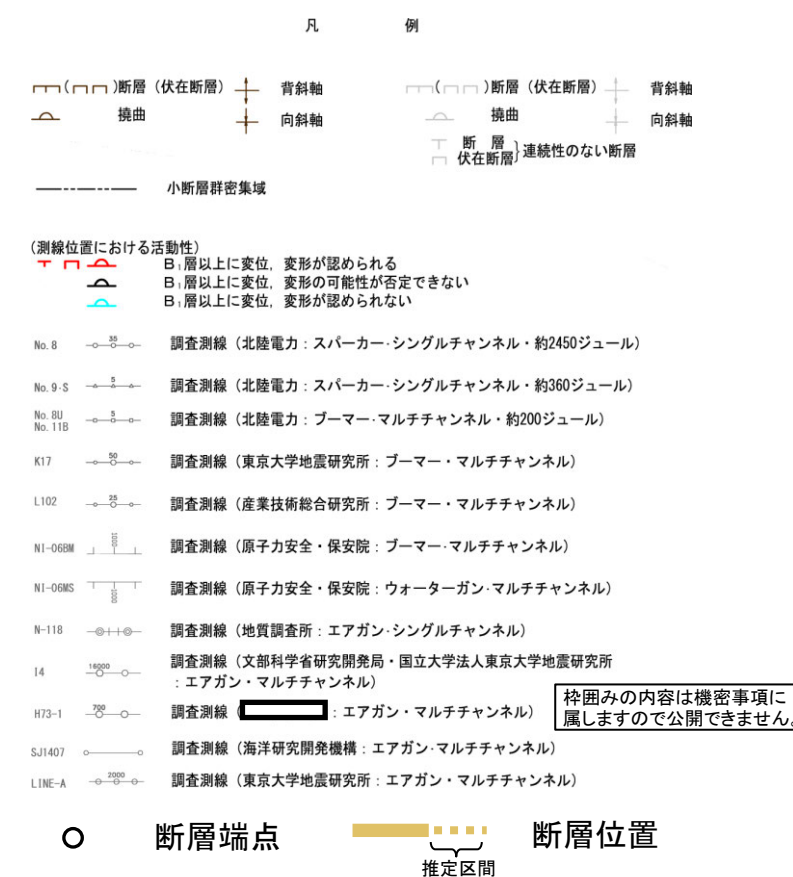 凡 例
( )断層（伏在断層） 背斜軸
撓曲 向斜軸
( )断層（伏在断層） 背斜軸
撓曲 向斜軸
断 層
伏在断層}連続性のない断層
小断層群密集域
(測線位置における活動性)
B₁層以上に変位，変形が認められる
B₁層以上に変位，変形の可能性が否定できない
B₁層以上に変位，変形が認められない
No. 8 35 調査測線（北陸電力：スパーカー・シングルチャンネル・約2450ジュール）
No. 9・S 5 調査測線（北陸電力：スパーカー・シングルチャンネル・約360ジュール）
No. 8U
No. 11B 5 調査測線（北陸電力：ブーマー・マルチチャンネル・約200ジュール）
K17 50 調査測線（東京大学地震研究所：ブーマー・マルチチャンネル）
L102 25 調査測線（産業技術総合研究所：ブーマー・マルチチャンネル）
NI-06BM 1000 調査測線（原子力安全・保安院：ブーマー・マルチチャンネル）
NI-06MS 1000 調査測線（原子力安全・保安院：ウォーターガン・マルチチャンネル）
N-118 調査測線（地質調査所：エアガン・シングルチャンネル）
I4 16000 調査測線（文部科学省研究開発局・国立大学法人東京大学地震研究所
：エアガン・マルチチャンネル）
H73-1 700 調査測線（ ：エアガン・マルチチャンネル）
枠囲みの内容は機密事項に
属しますので公開できません。
SJ1407 調査測線（海洋研究開発機構：エアガン・マルチチャンネル）
LINE-A 2000 調査測線（東京大学地震研究所：エアガン・マルチチャンネル）
断層端点 断層位置
推定区間